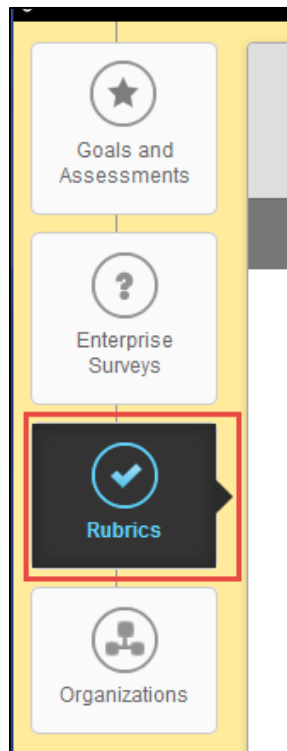 Goals and
Assessments
?
Enterprise
Surveys
Rubrics
Organizations